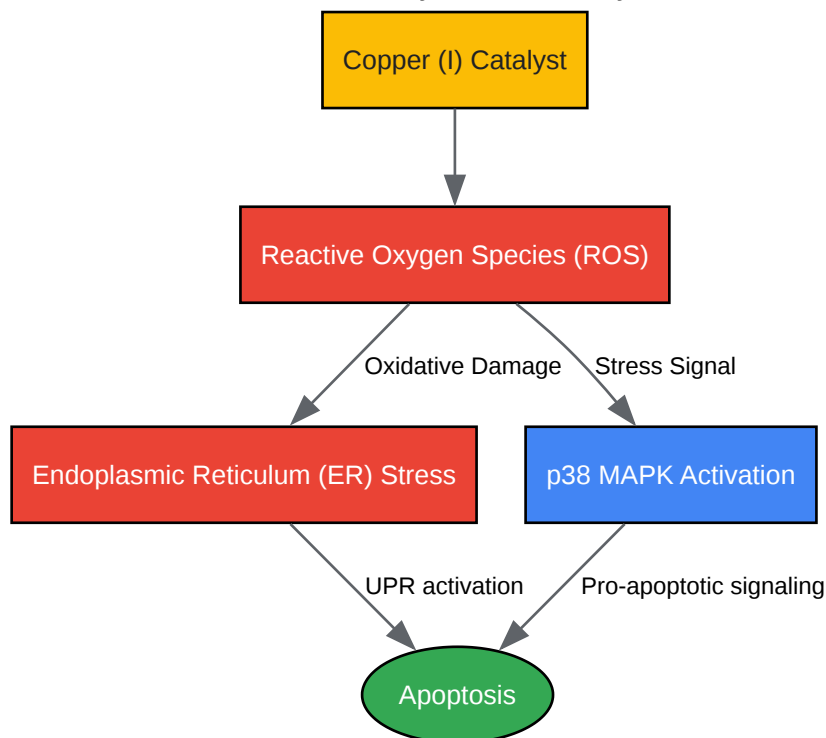 Copper (I) Catalyst
Reactive Oxygen Species (ROS)
Oxidative Damage
Stress Signal
Endoplasmic Reticulum (ER) Stress
p38 MAPK Activation
UPR activation
Pro-apoptotic signaling
Apoptosis